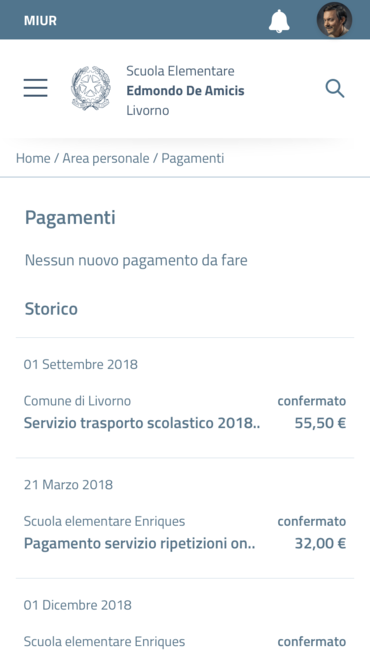 MIUR
Scuola Elementare
Edmondo De Amicis
Livorno
Home / Area personale / Pagamenti
Pagamenti
Nessun nuovo pagamento da fare
Storico
01 Settembre 2018
Comune di Livorno confermato
Servizio trasporto scolastico 2018.. 55,50 €
21 Marzo 2018
Scuola elementare Enriques confermato
Pagamento servizio ripetizioni on.. 32,00 €
01 Dicembre 2018
Scuola elementare Enriques confermato